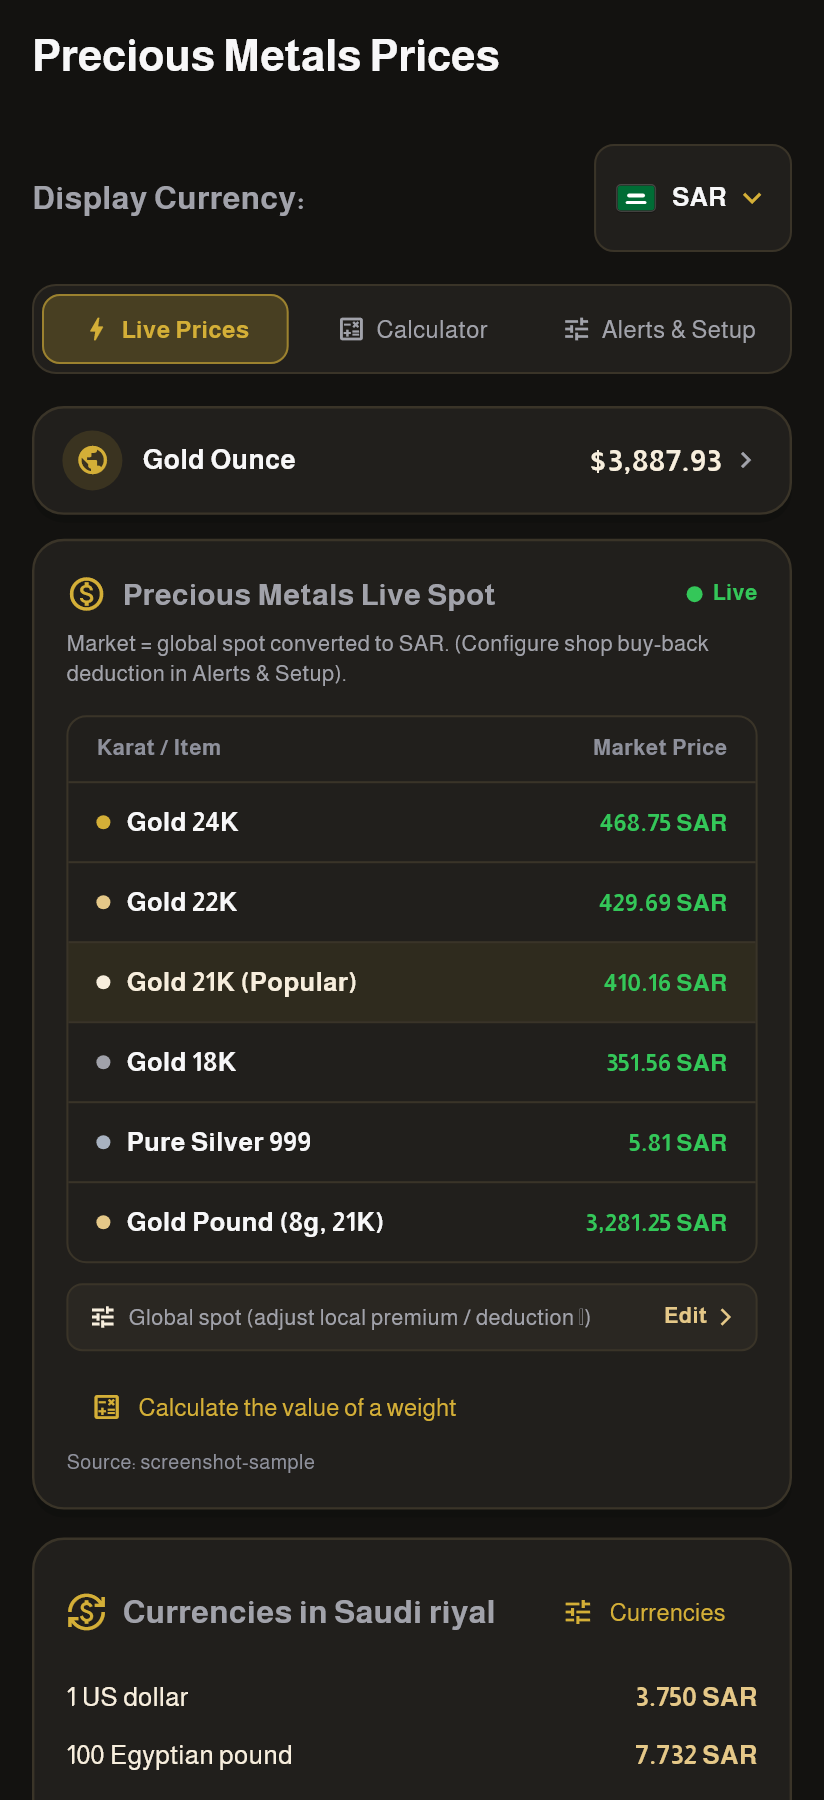 Precious Metals Prices
Display Currency:
SAR
Live Prices
Calculator
Alerts & Setup
Gold Ounce
$3,887.93
Precious Metals Live Spot
Live
Market = global spot converted to SAR. (Configure shop buy-back
deduction in Alerts & Setup).
Karat / Item
Market Price
Gold 24K
468.75 SAR
Gold 22K
429.69 SAR
Gold 21K (Popular)
410.16 SAR
Gold 18K
351.56 SAR
Pure Silver 999
5.81 SAR
Gold Pound (8g, 21K)
3,281.25 SAR
Global spot (adjust local premium / deduction )
Edit
Calculate the value of a weight
Source: screenshot-sample
Currencies in Saudi riyal
Currencies
1 US dollar
3.750 SAR
100 Egyptian pound
7.732 SAR